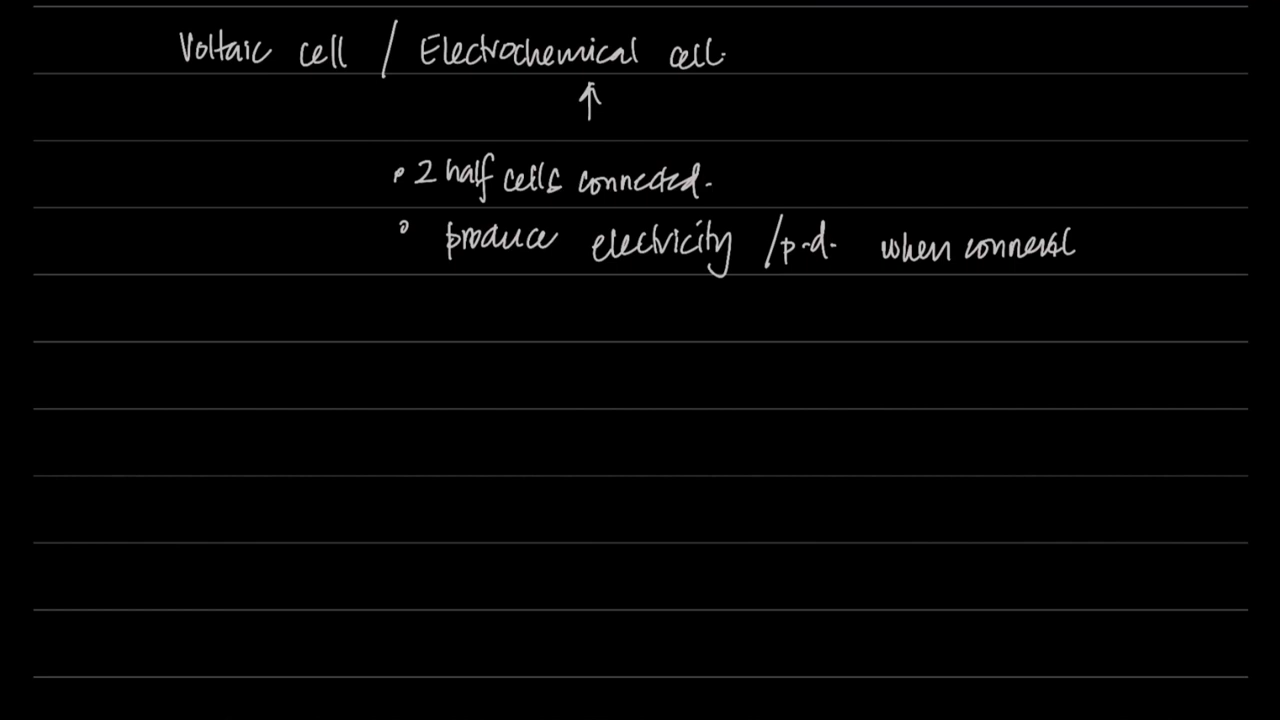 Voltaic cell / Electrochemical cell.
↑
• 2 half cells connected.
• produce electricity / p.d. when connected